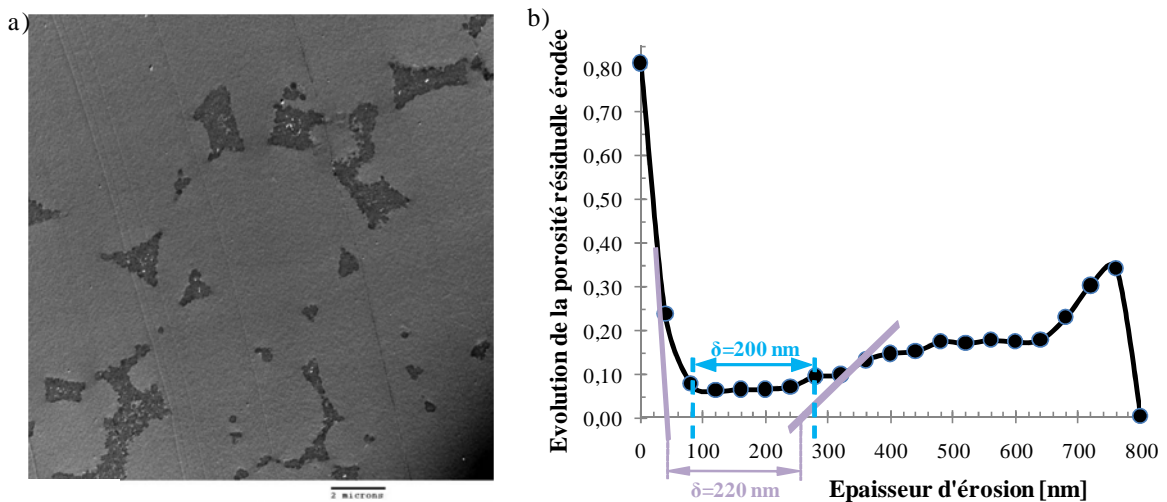 a)
2 microns
b)
Evolution de la porosité résiduelle érodée
0,80
0,70
0,60
0,50
0,40
0,30
0,20
0,10
0,00
δ=200 nm
0 100 200 300 400 500 600 700 800
δ=220 nm
Epaisseur d'érosion [nm]